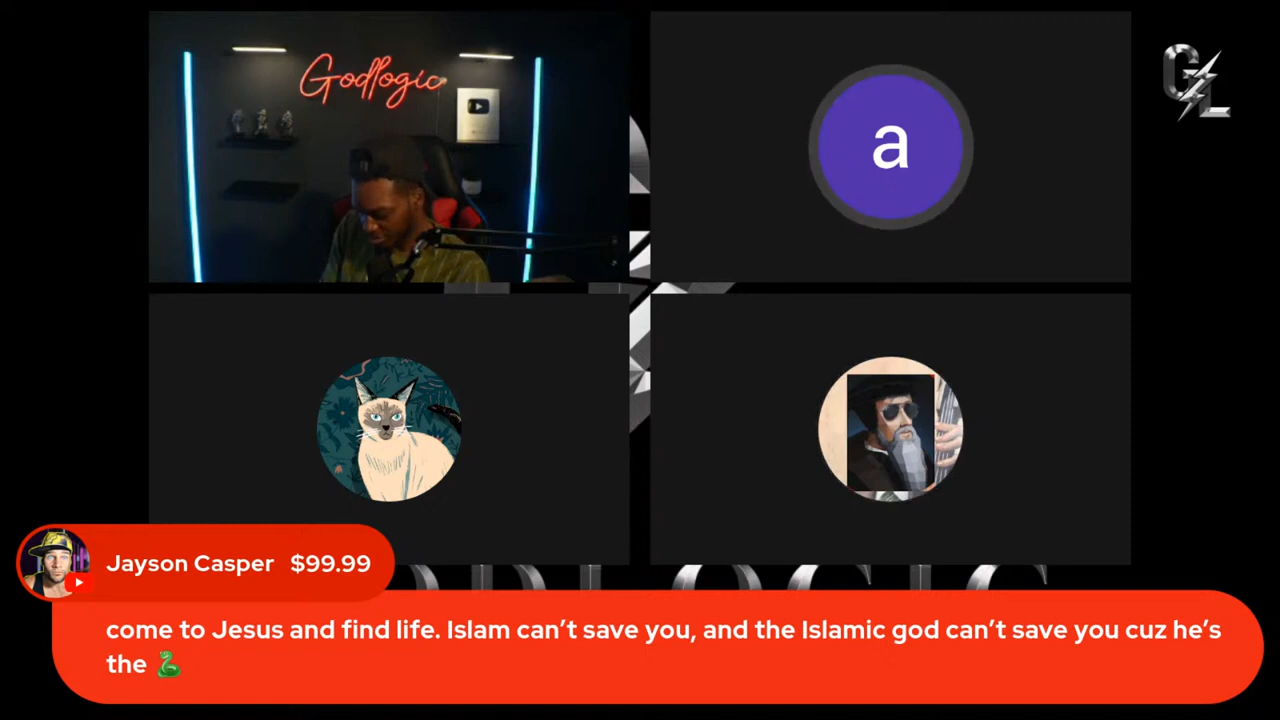 Godlogic
GL
a
Jayson Casper $99.99
come to Jesus and find life. Islam can't save you, and the Islamic god can't save you cuz he's
the 🐍